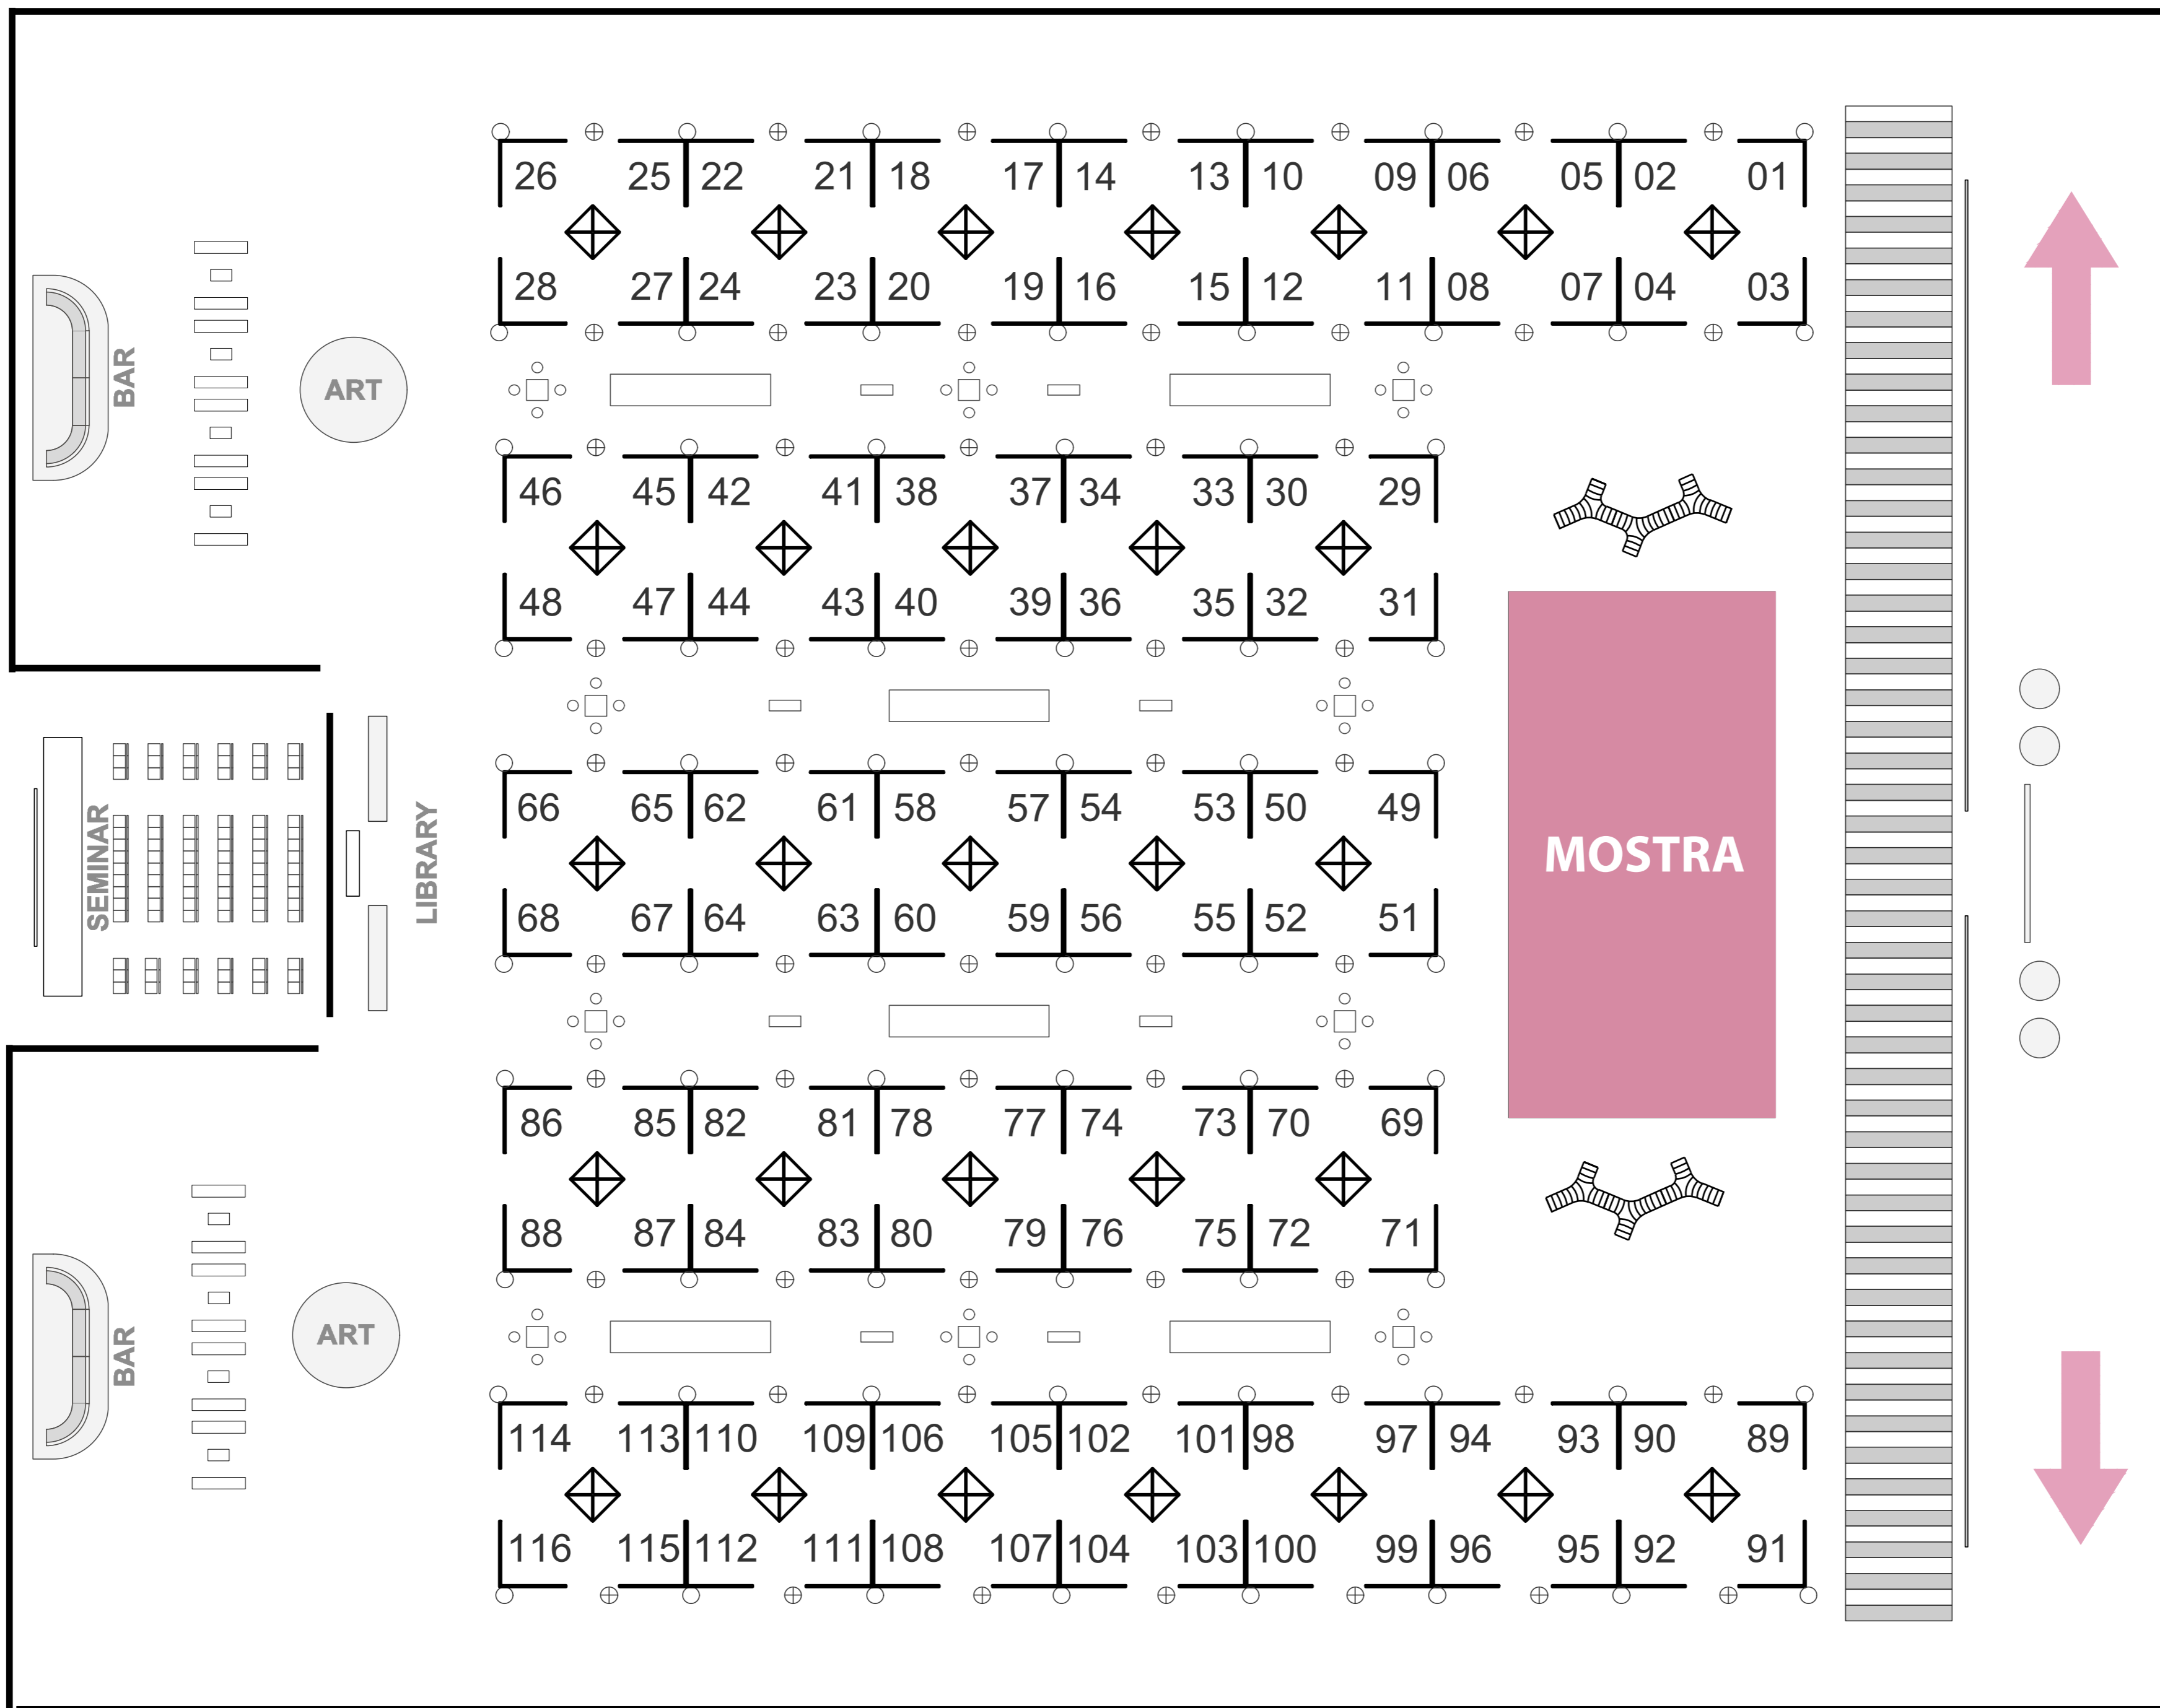 26 25 22 21 18 17 14 13 10 09 06 05 02 01
28 27 24 23 20 19 16 15 12 11 08 07 04 03
BAR
ART
46 45 42 41 38 37 34 33 30 29
48 47 44 43 40 39 36 35 32 31
66 65 62 61 58 57 54 53 50 49
MOSTRA
SEMINAR
LIBRARY
68 67 64 63 60 59 56 55 52 51
86 85 82 81 78 77 74 73 70 69
88 87 84 83 80 79 76 75 72 71
BAR
ART
114 113 110 109 106 105 102 101 98 97 94 93 90 89
116 115 112 111 108 107 104 103 100 99 96 95 92 91